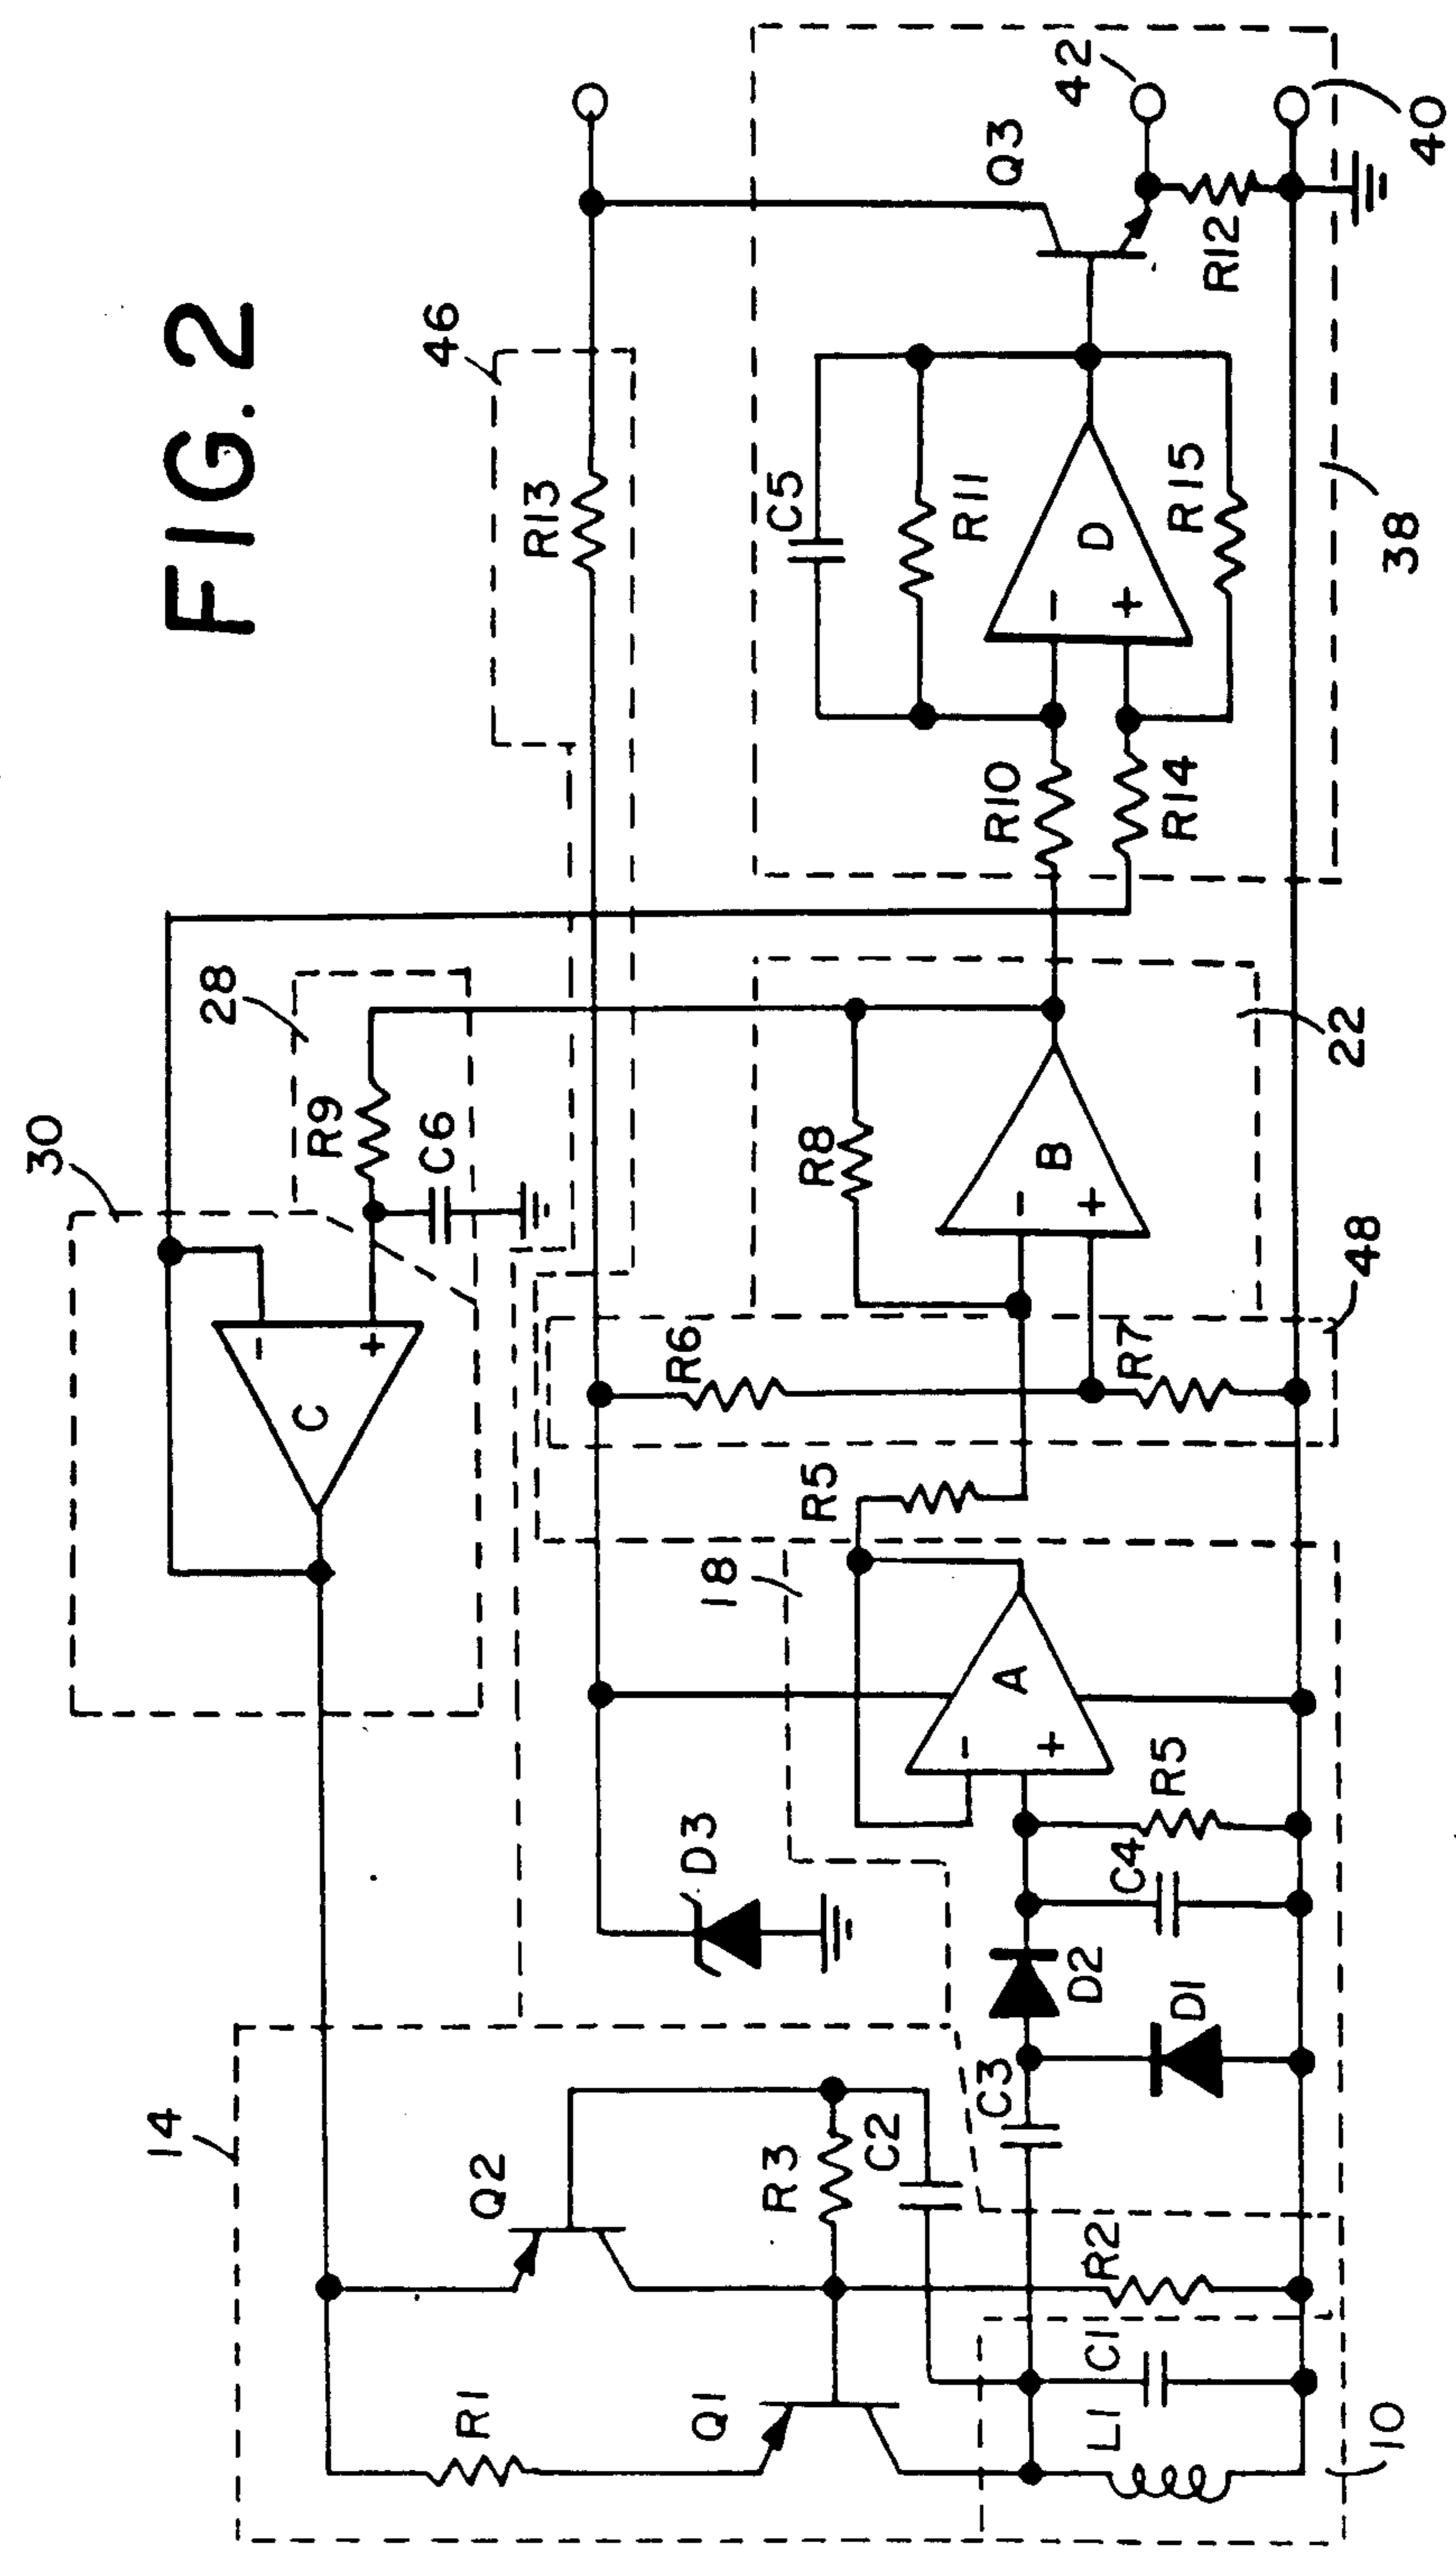 FIG. 2
46
R13
42
Q3
R12
40
C5
R11
D
-
+
R15
38
R10
R14
28
30
R9
C6
C
-
+
R8
B
-
+
22
48
R6
R7
R5
18
A
-
+
R5
D3
C4
D2
D1
C3
14
Q2
R3
C2
R2
R1
Q1
C1
L1
10